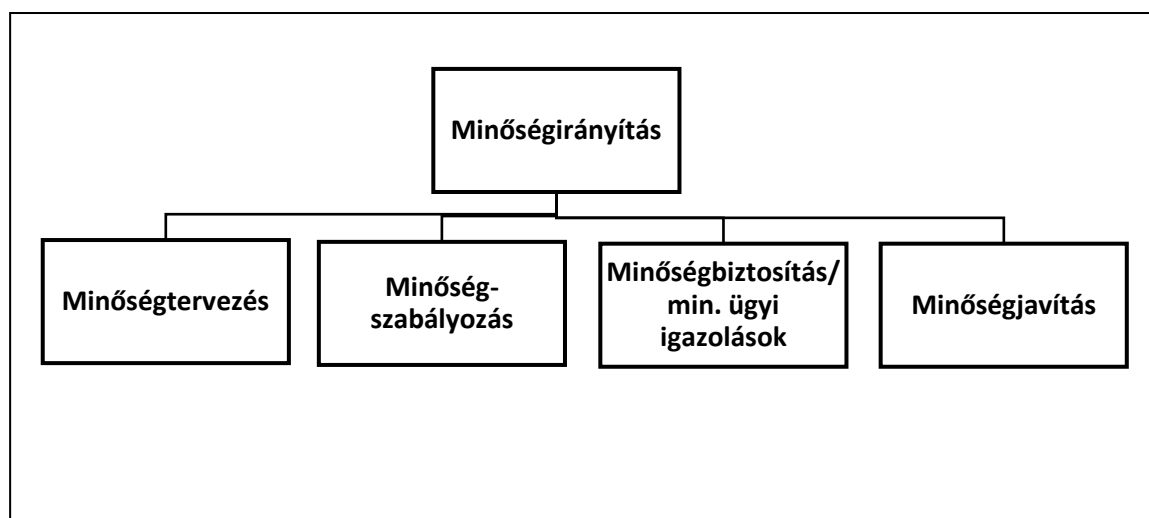 Minőségirányítás
Minőségtervezés
Minőség-
szabályozás
Minőségbiztosítás/
min. ügyi
igazolások
Minőségjavítás